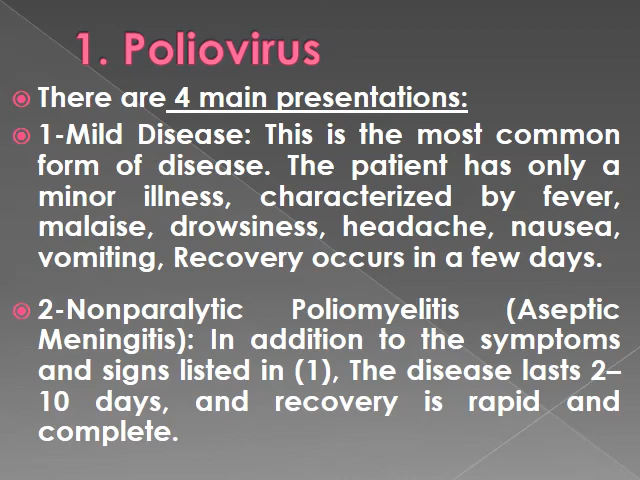 1. Poliovirus
There are 4 main presentations:
1-Mild Disease: This is the most common
form of disease. The patient has only a
minor illness, characterized by fever,
malaise, drowsiness, headache, nausea,
vomiting, Recovery occurs in a few days.
2-Nonparalytic Poliomyelitis (Aseptic
Meningitis): In addition to the symptoms
and signs listed in (1), The disease lasts 2–
10 days, and recovery is rapid and
complete.